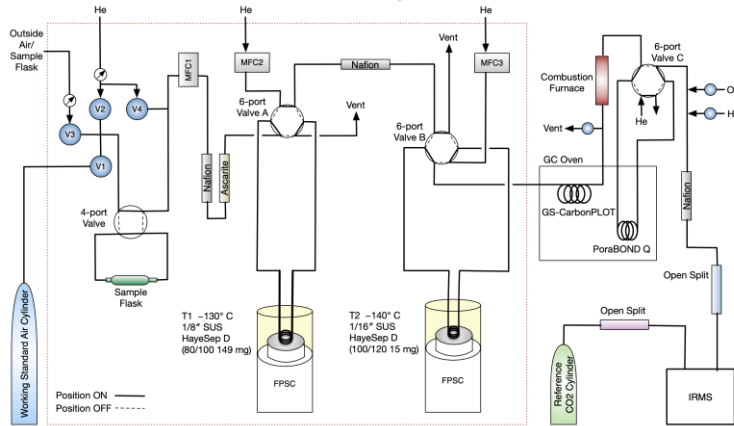 He
Outside
Air/
Sample
Flask
V3
V2
V4
V1
MFC1
He
MFC2
6-port
Valve A
Nafion
Ascarite
Nafion
Vent
Vent
He
MFC3
6-port
Valve B
4-port
Valve
Sample
Flask
Working Standard Air Cylinder
T1 −130° C
1/8″ SUS
HayeSep D
(80/100 149 mg)
FPSC
T2 −140° C
1/16″ SUS
HayeSep D
(100/120 15 mg)
FPSC
Position ON
Position OFF
Combustion
Furnace
6-port
Valve C
He
Vent
O
H
GC Oven
GS-CarbonPLOT
PoraBOND Q
Nafion
Open Split
Open Split
Reference
CO2 Cylinder
IRMS